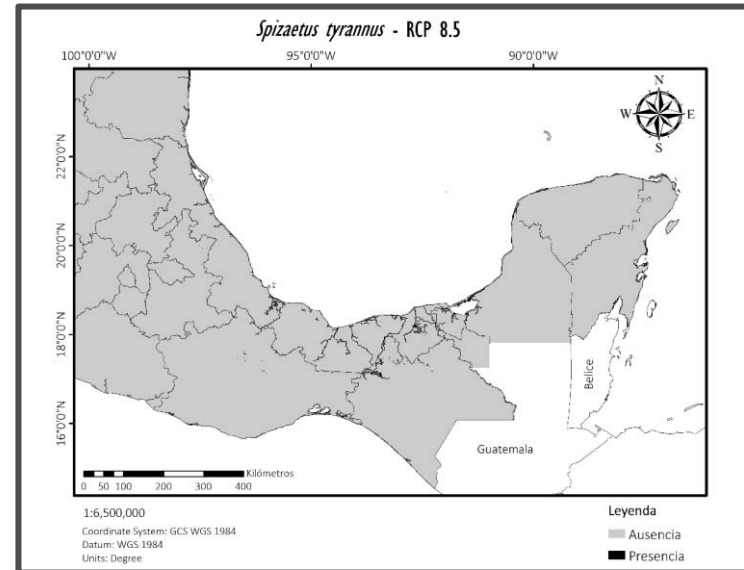 Spizaetus tyrannus - RCP 8.5
100°0'0"W 95°0'0"W 90°0'0"W
N
W E
S
22°0'0"N
20°0'0"N
18°0'0"N
16°0'0"N
Belice
Guatemala
Kilómetros
0 50 100 200 300 400
1:6,500,000
Coordinate System: GCS WGS 1984
Datum: WGS 1984
Units: Degree
Leyenda
Ausencia
Presencia